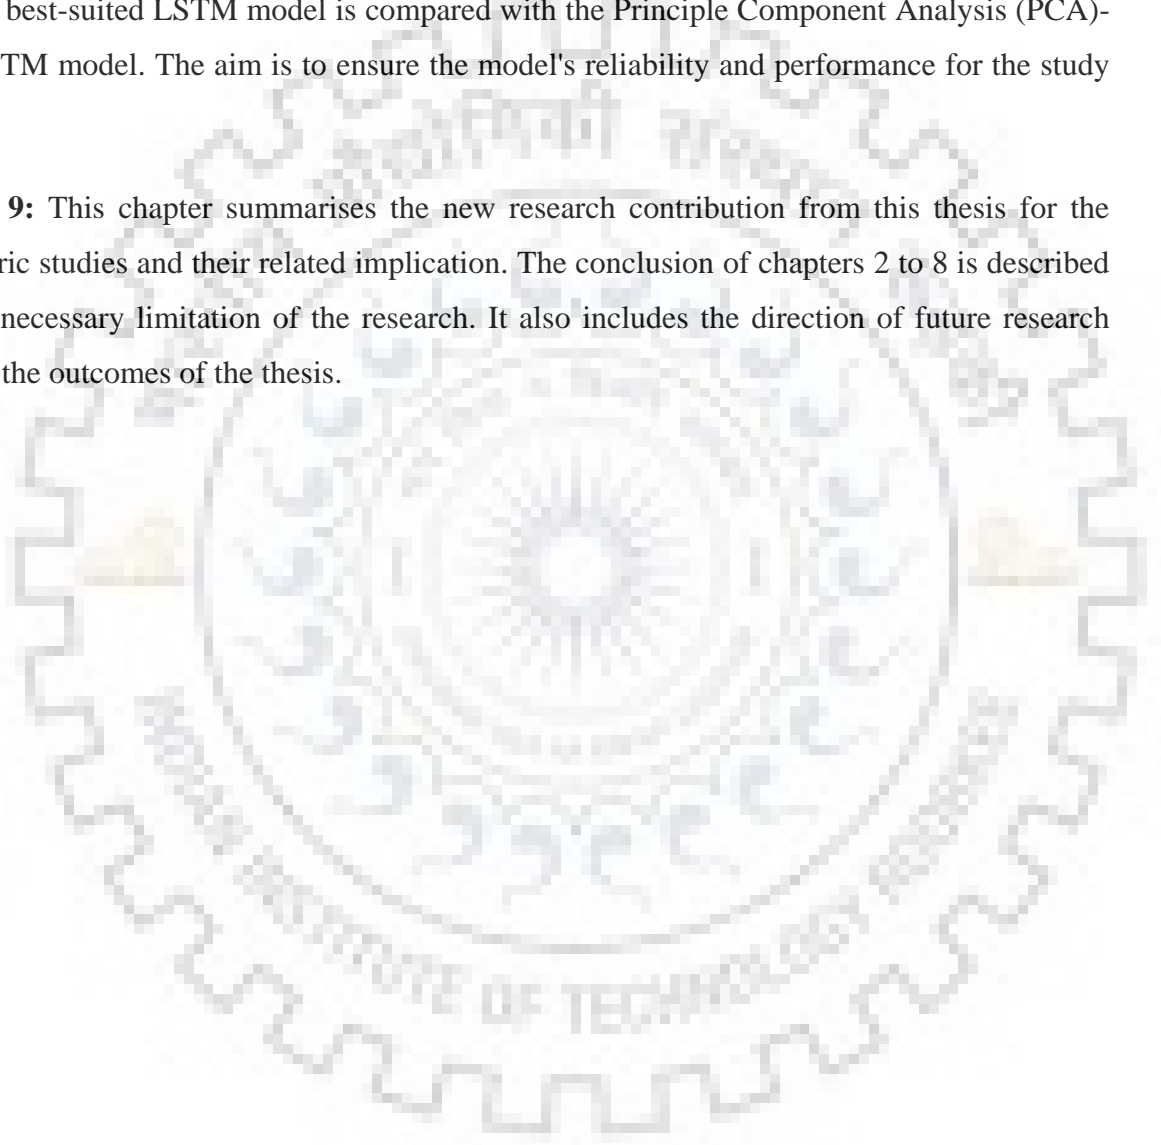 best-suited LSTM model is compared with the Principle Component Analysis (PCA)-
TM model. The aim is to ensure the model's reliability and performance for the study
9: This chapter summarises the new research contribution from this thesis for the
ric studies and their related implication. The conclusion of chapters 2 to 8 is described
necessary limitation of the research. It also includes the direction of future research
the outcomes of the thesis.
INSTITUTE OF TECHNOLOGY